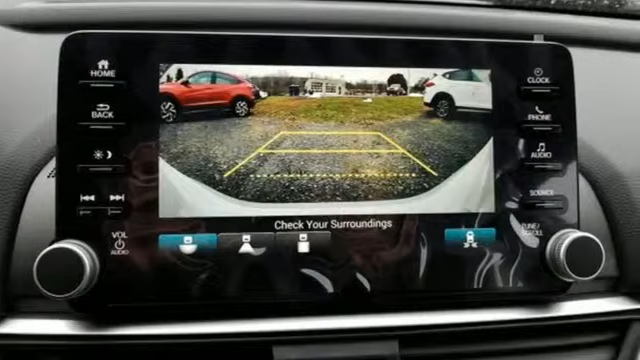 HOME
BACK
VOL
AUDIO
Check Your Surroundings
CLOCK
PHONE
AUDIO
SOURCE
TUNE/
SCROLL